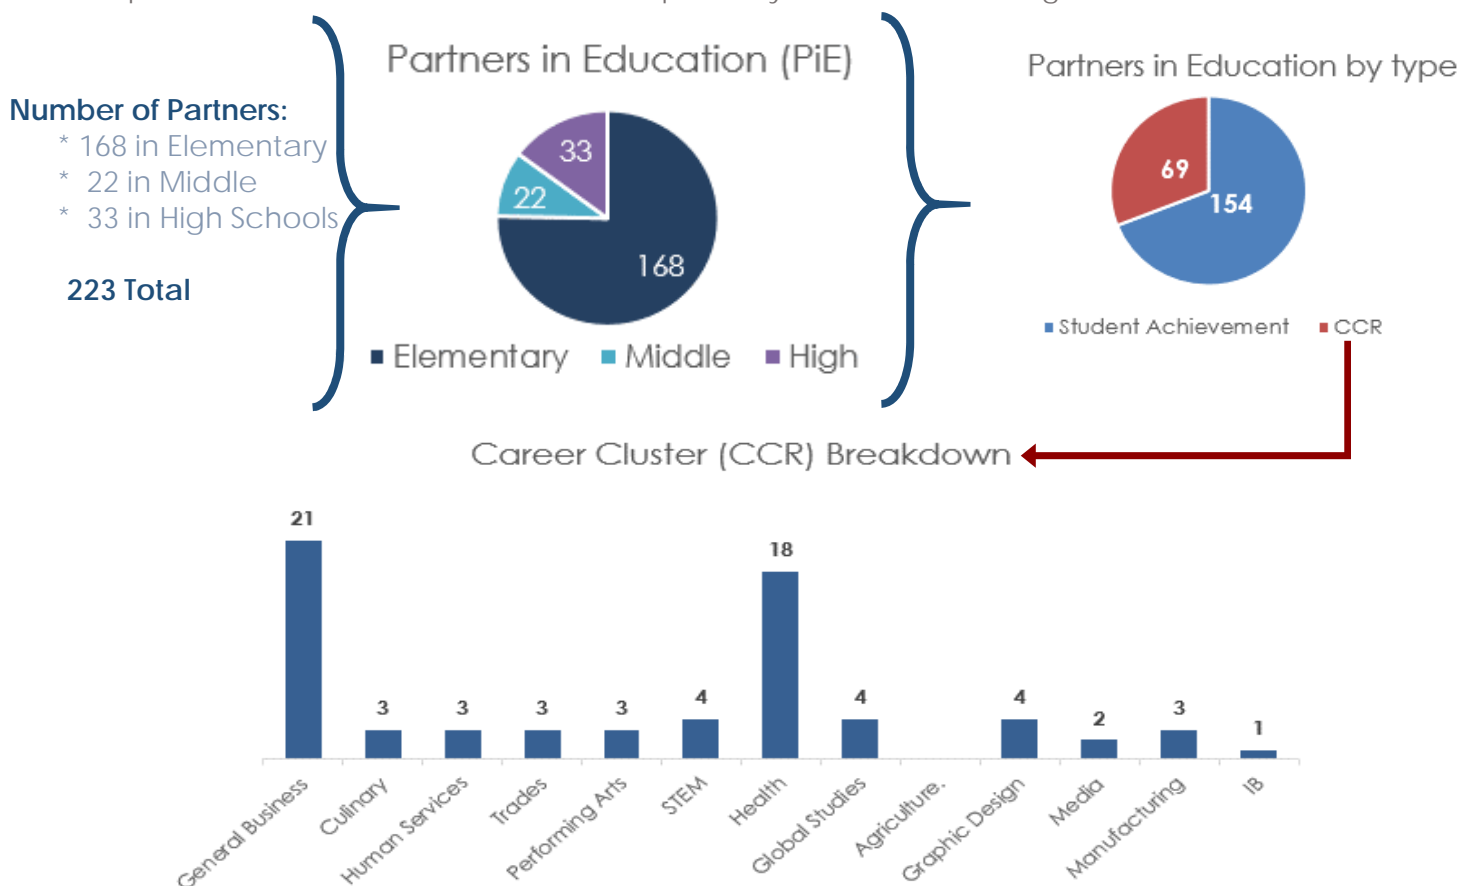 Partners in Education (PiE)
Number of Partners:
* 168 in Elementary
* 22 in Middle
* 33 in High Schools
223 Total
33
22
168
Elementary Middle High
Partners in Education by type
69
154
Student Achievement CCR
Career Cluster (CCR) Breakdown
21
3
3
3
3
4
18
4
4
2
3
1
General Business
Culinary
Human Services
Trades
Performing Arts
STEM
Health
Global Studies
Agriculture.
Graphic Design
Media
Manufacturing
IB